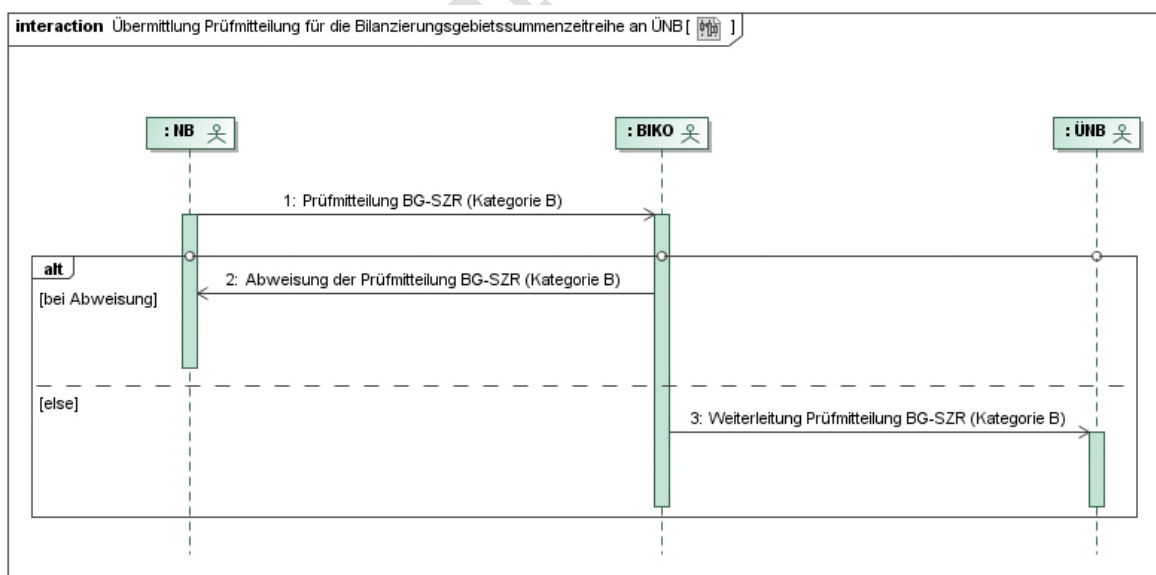 interaction Übermittlung Prüfmitteilung für die Bilanzierungsgebietssummenzeitreihe an ÜNB [ ]
: NB
: BIKO
: ÜNB
1: Prüfmitteilung BG-SZR (Kategorie B)
alt
2: Abweisung der Prüfmitteilung BG-SZR (Kategorie B)
[bei Abweisung]
[else]
3: Weiterleitung Prüfmitteilung BG-SZR (Kategorie B)